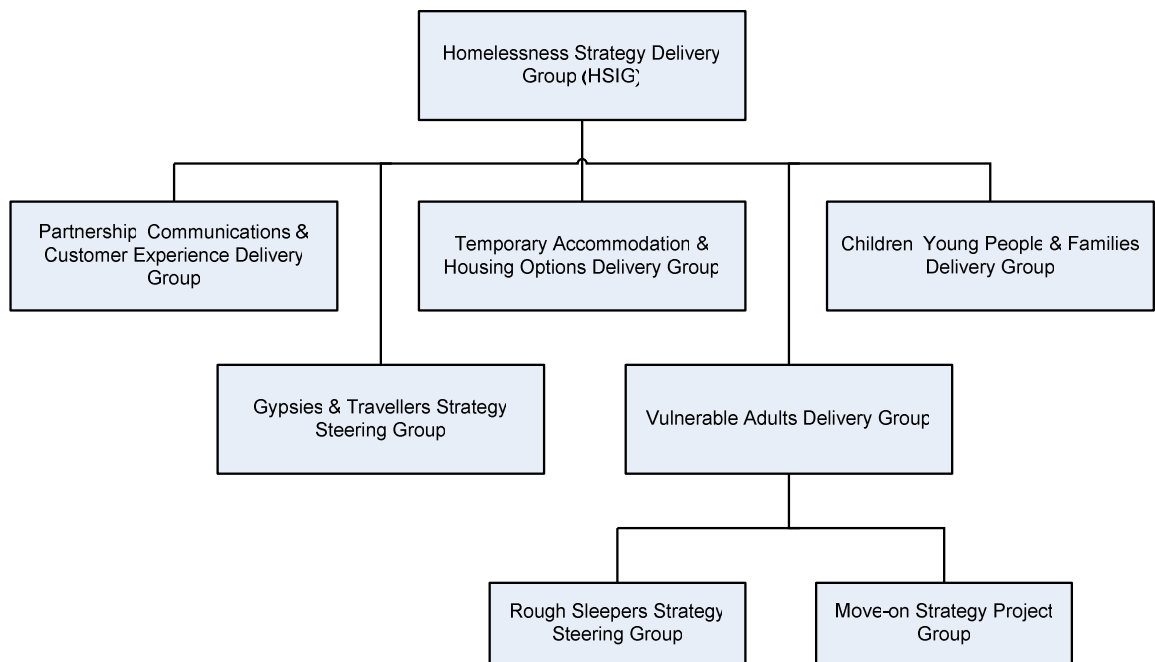 Homelessness Strategy Delivery
Group (HSIG)
Partnership Communications &
Customer Experience Delivery
Group
Temporary Accommodation &
Housing Options Delivery Group
Children Young People & Families
Delivery Group
Gypsies & Travellers Strategy
Steering Group
Vulnerable Adults Delivery Group
Rough Sleepers Strategy
Steering Group
Move-on Strategy Project
Group